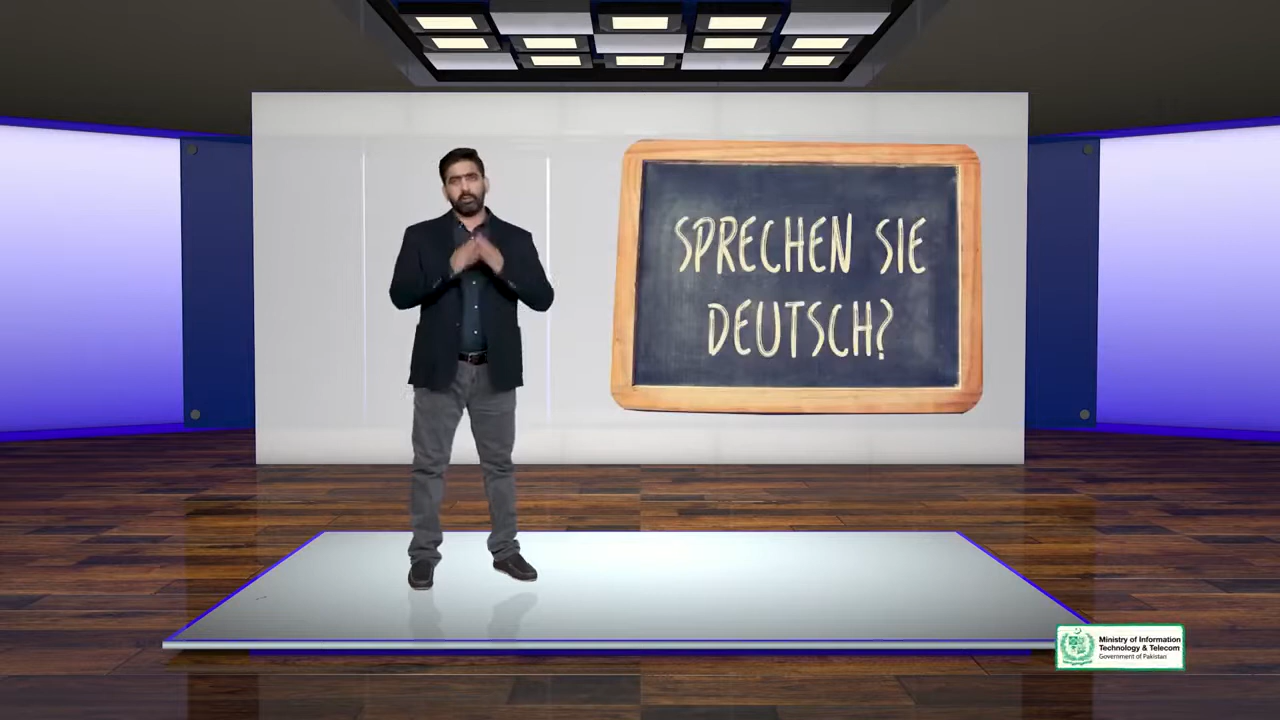 SPRECHEN SIE
DEUTSCH?
Ministry of Information
Technology & Telecom
Government of Pakistan